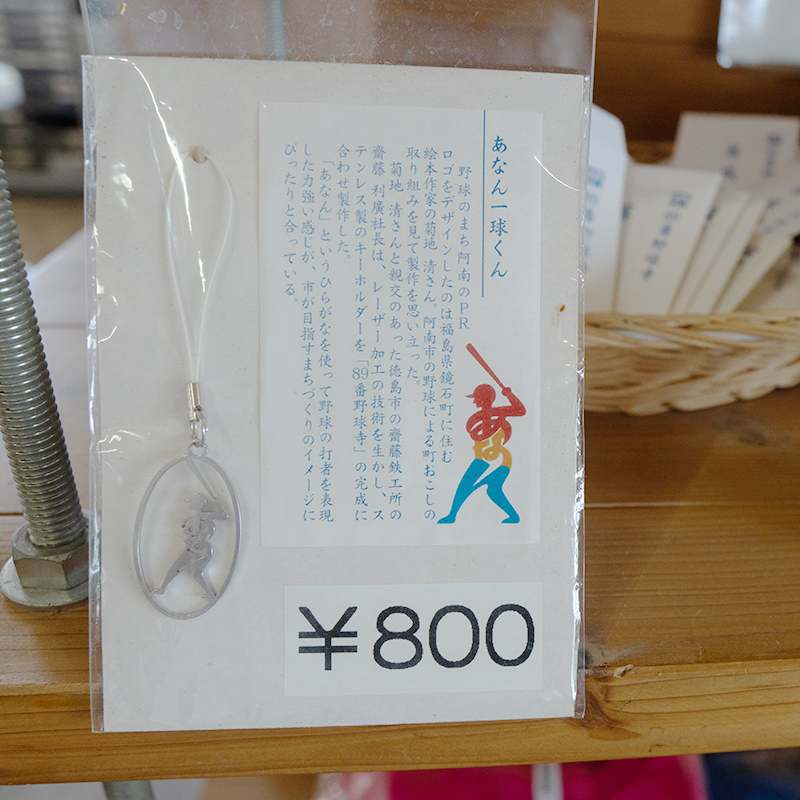 あなん一球くん
野球のまち阿南のPR
ロゴをデザインしたのは福島県鏡石町に住む
絵本作家の菊地 清さん。阿南市の野球による町おこしの
取り組みを見て製作を思い立った。
菊地 清さんと親交のあった徳島市の齋藤鉄工所の
齋藤 利廣社長は、レーザー加工の技術を生かし、ス
テンレス製のキーホルダーを「89番野球寺」の完成に
合わせ製作した。
「あなん」というひらがなを使って野球の打者を表現
した力強い感じが、市が目指すまちづくりのイメージに
ぴったりと合っている。
¥800